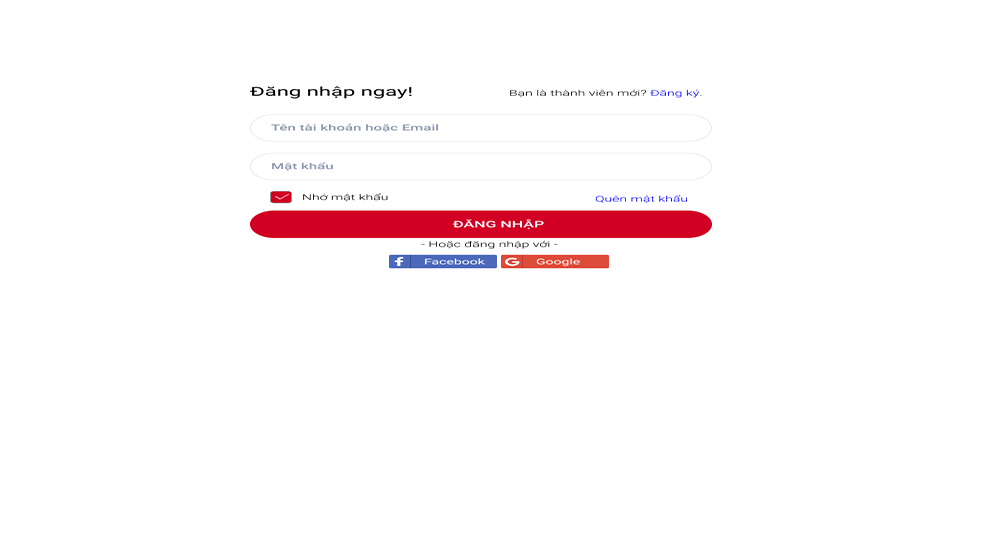 Đăng nhập ngay!
Bạn là thành viên mới? Đăng ký.
Tên tài khoản hoặc Email
Mật khẩu
Nhớ mật khẩu
Quên mật khẩu
ĐĂNG NHẬP
- Hoặc đăng nhập với -
Facebook
Google